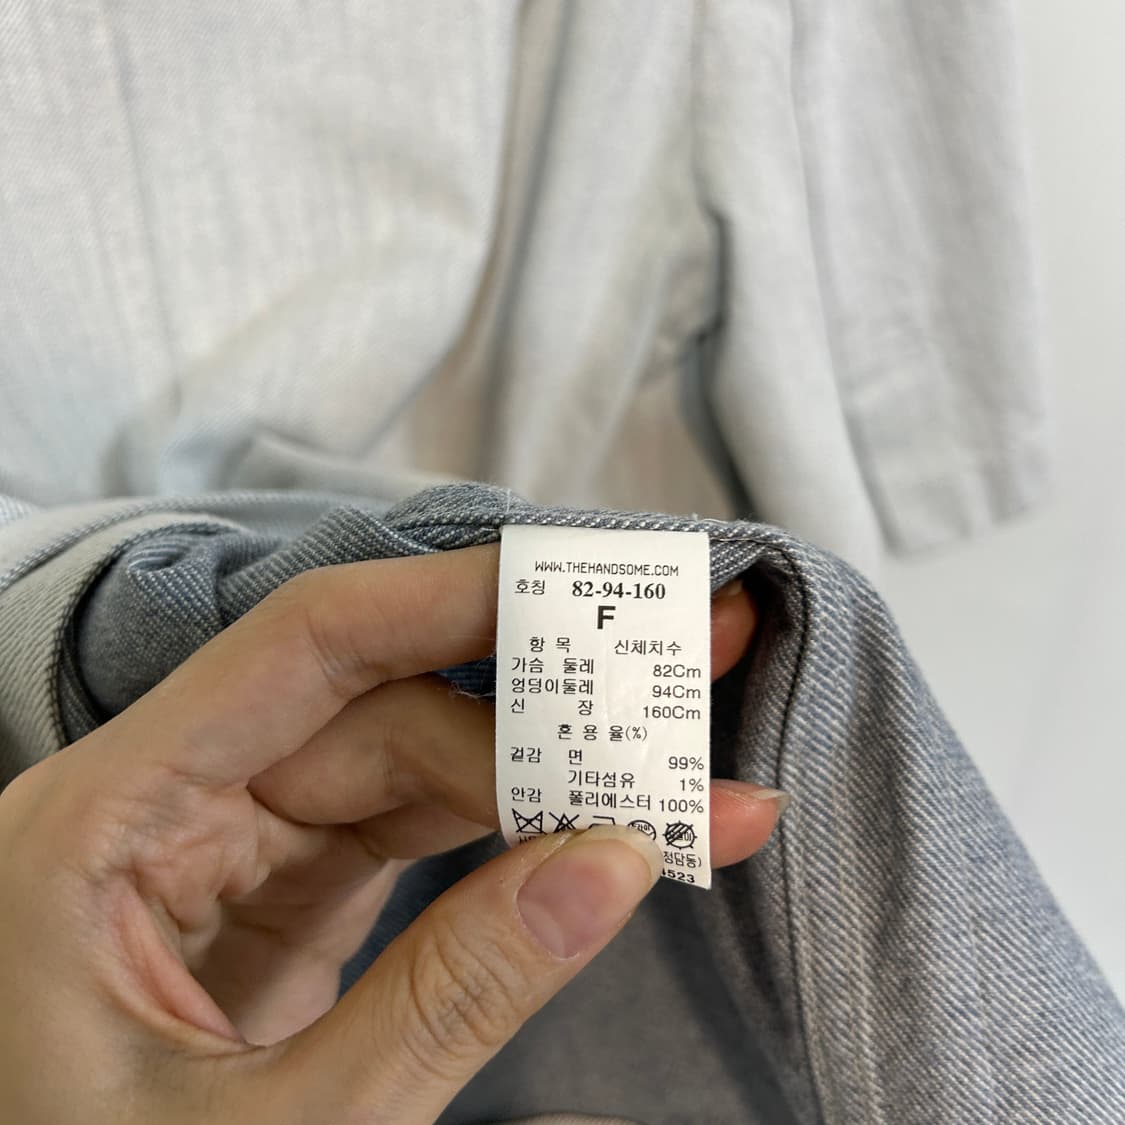 WWW.THEHANDSOME.COM
호칭 82-94-160
F
항 목 신체치수
가슴 둘레 82Cm
엉덩이둘레 94Cm
신 장 160Cm
혼 용 율(%)
겉감 면 99%
기타섬유 1%
안감 폴리에스터 100%
정담동)
4523